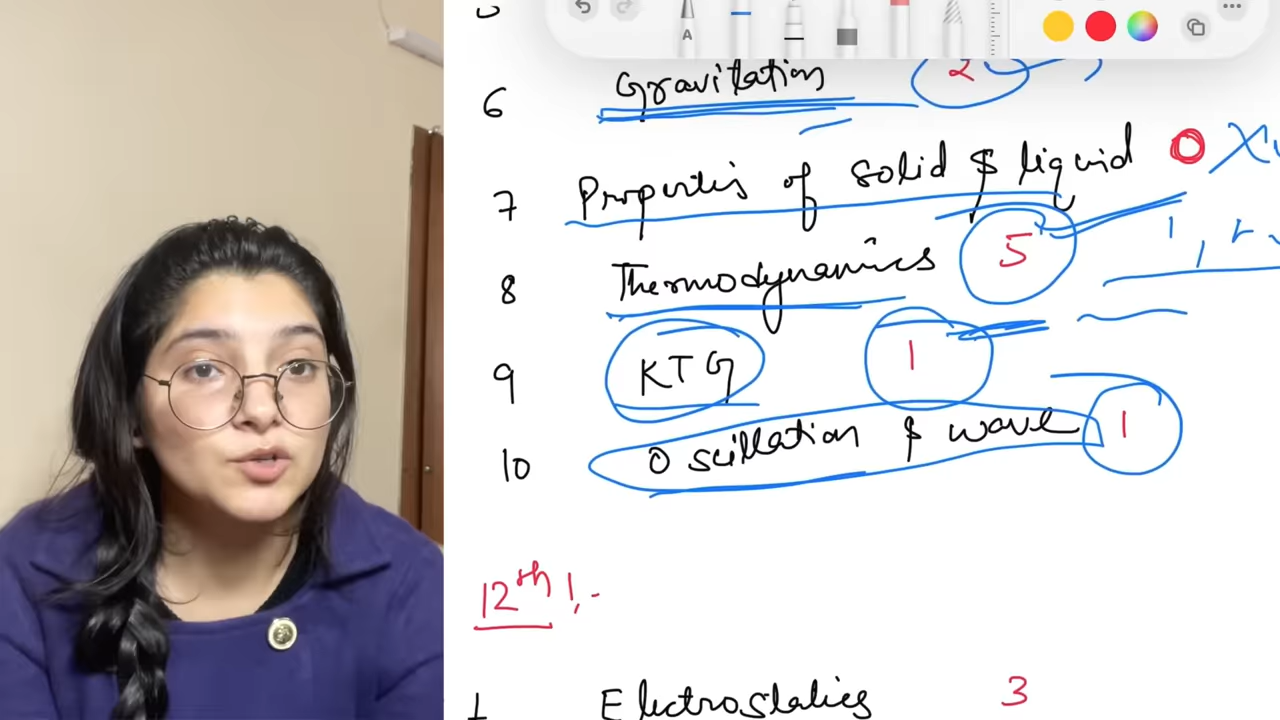 6 Gravitation 2
7 Properties of solid & liquid 0
8 Thermodynamics 5
9 KTG 1
10 Oscillation & wave 1
12th :-
1 Electrostatics 3